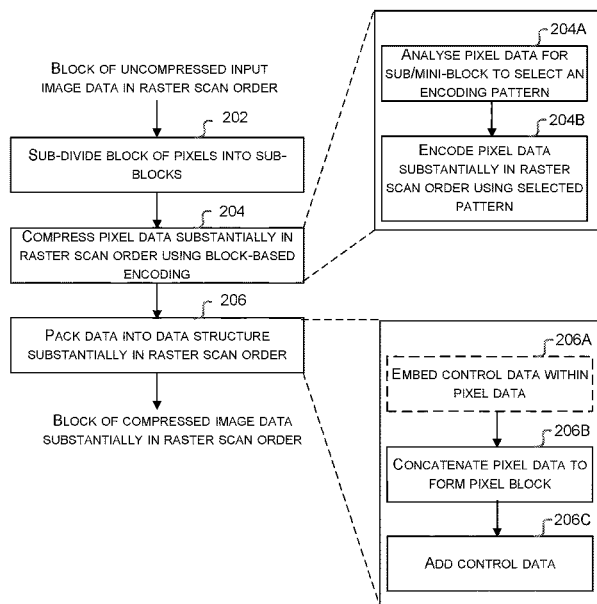 BLOCK OF UNCOMPRESSED INPUT
IMAGE DATA IN RASTER SCAN ORDER
202
SUB-DIVIDE BLOCK OF PIXELS INTO SUB-
BLOCKS
204
COMPRESS PIXEL DATA SUBSTANTIALLY IN
RASTER SCAN ORDER USING BLOCK-BASED
ENCODING
206
PACK DATA INTO DATA STRUCTURE
SUBSTANTIALLY IN RASTER SCAN ORDER
BLOCK OF COMPRESSED IMAGE DATA
SUBSTANTIALLY IN RASTER SCAN ORDER
204A
ANALYSE PIXEL DATA FOR
SUB/MINI-BLOCK TO SELECT AN
ENCODING PATTERN
204B
ENCODE PIXEL DATA
SUBSTANTIALLY IN RASTER
SCAN ORDER USING SELECTED
PATTERN
206A
EMBED CONTROL DATA WITHIN
PIXEL DATA
206B
CONCATENATE PIXEL DATA TO
FORM PIXEL BLOCK
206C
ADD CONTROL DATA